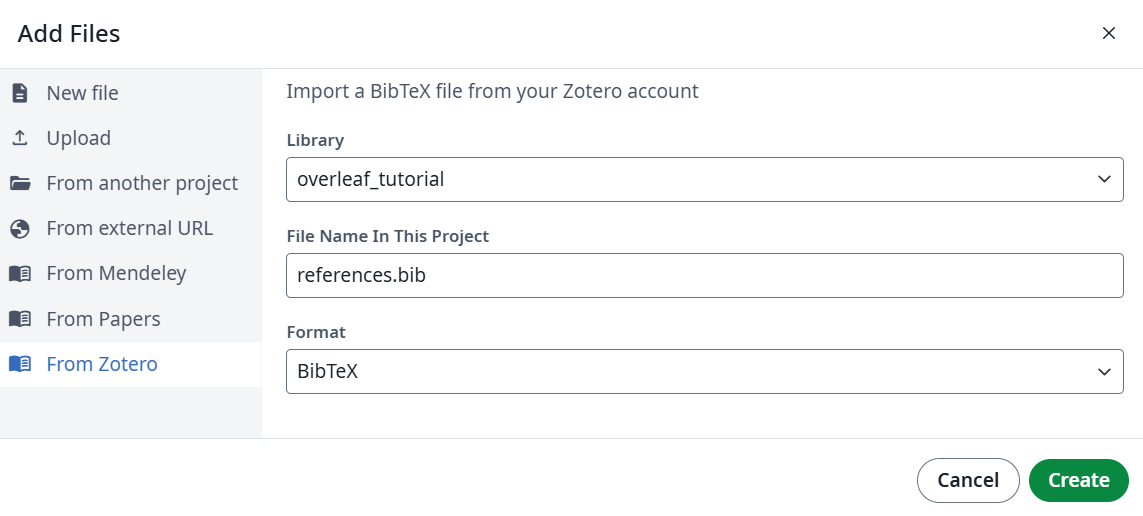 Add Files
New file
Upload
From another project
From external URL
From Mendeley
From Papers
From Zotero
Import a BibTeX file from your Zotero account
Library
overleaf_tutorial
File Name In This Project
references.bib
Format
BibTeX
Cancel
Create